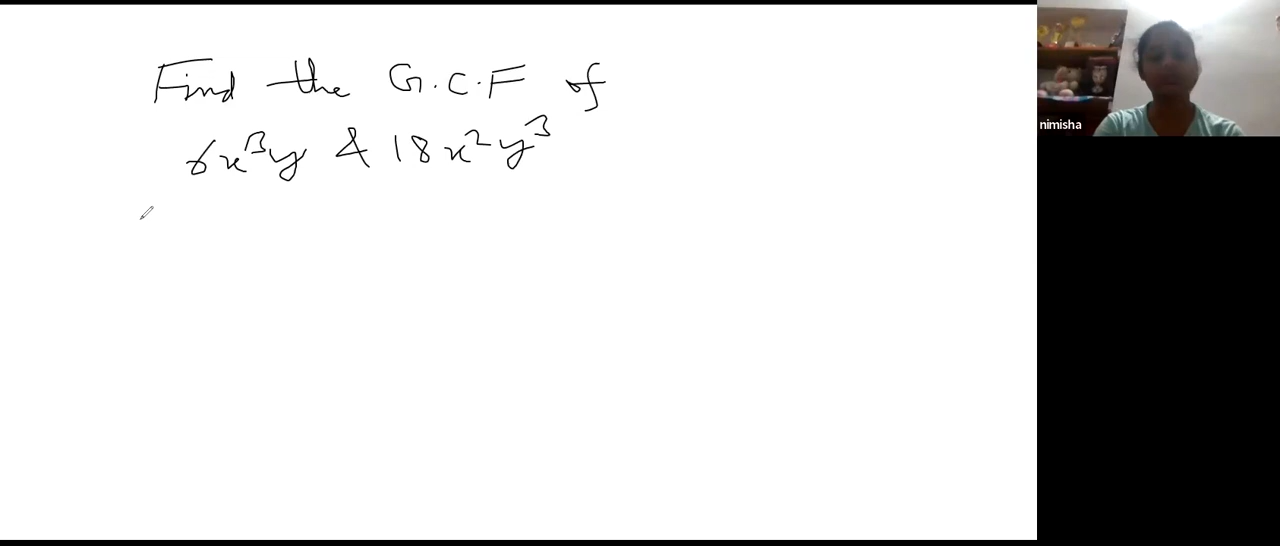 Find the G.C.F of
6x³y & 18x²y³
nimisha